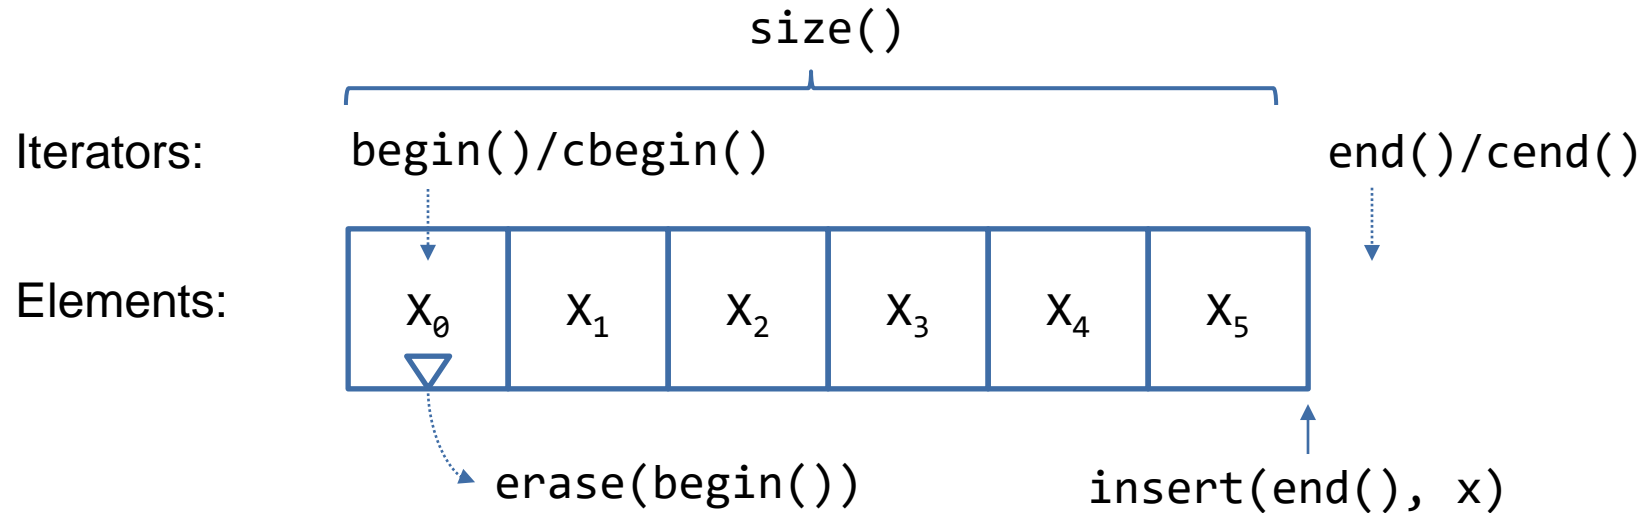 size()
Iterators: begin()/cbegin() end()/cend()
Elements: X₀ X₁ X₂ X₃ X₄ X₅
erase(begin()) insert(end(), x)